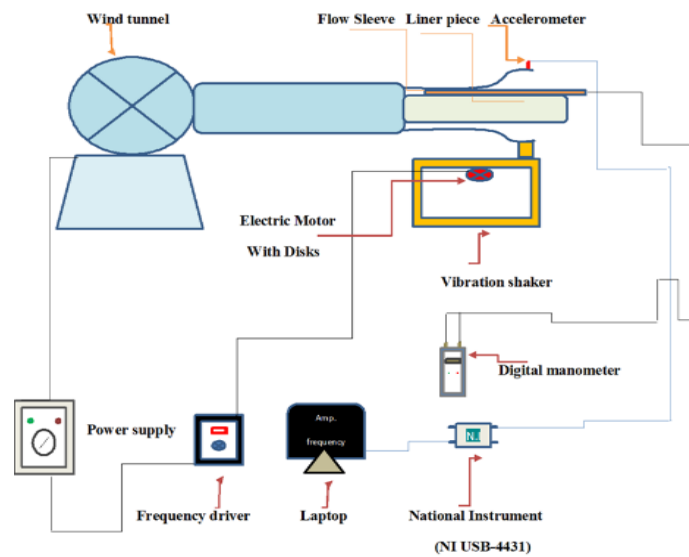 Wind tunnel
Flow Sleeve
Liner piece
Accelerometer
Electric Motor
With Disks
Vibration shaker
Digital manometer
Power supply
Amp.
frequency
NI
Frequency driver
Laptop
National Instrument
(NI USB-4431)